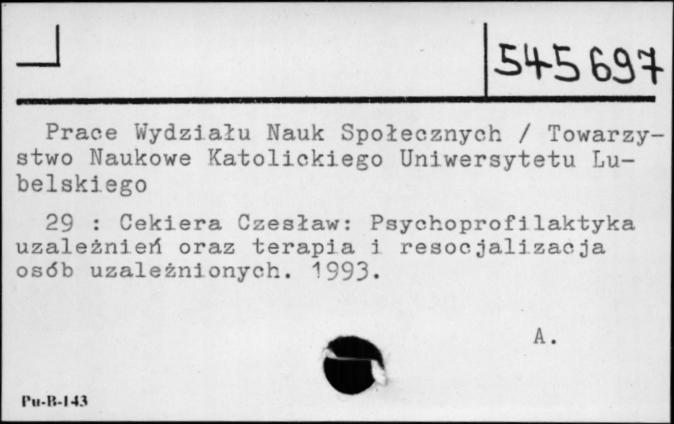 545697
Prace Wydziału Nauk Społecznych / Towarzy-
stwo Naukowe Katolickiego Uniwersytetu Lu-
belskiego
29 : Cekiera Czesław: Psychoprofilaktyka
uzależnień oraz terapia i resocjalizacja
osób uzależnionych. 1993.
A.
Pu-B-143